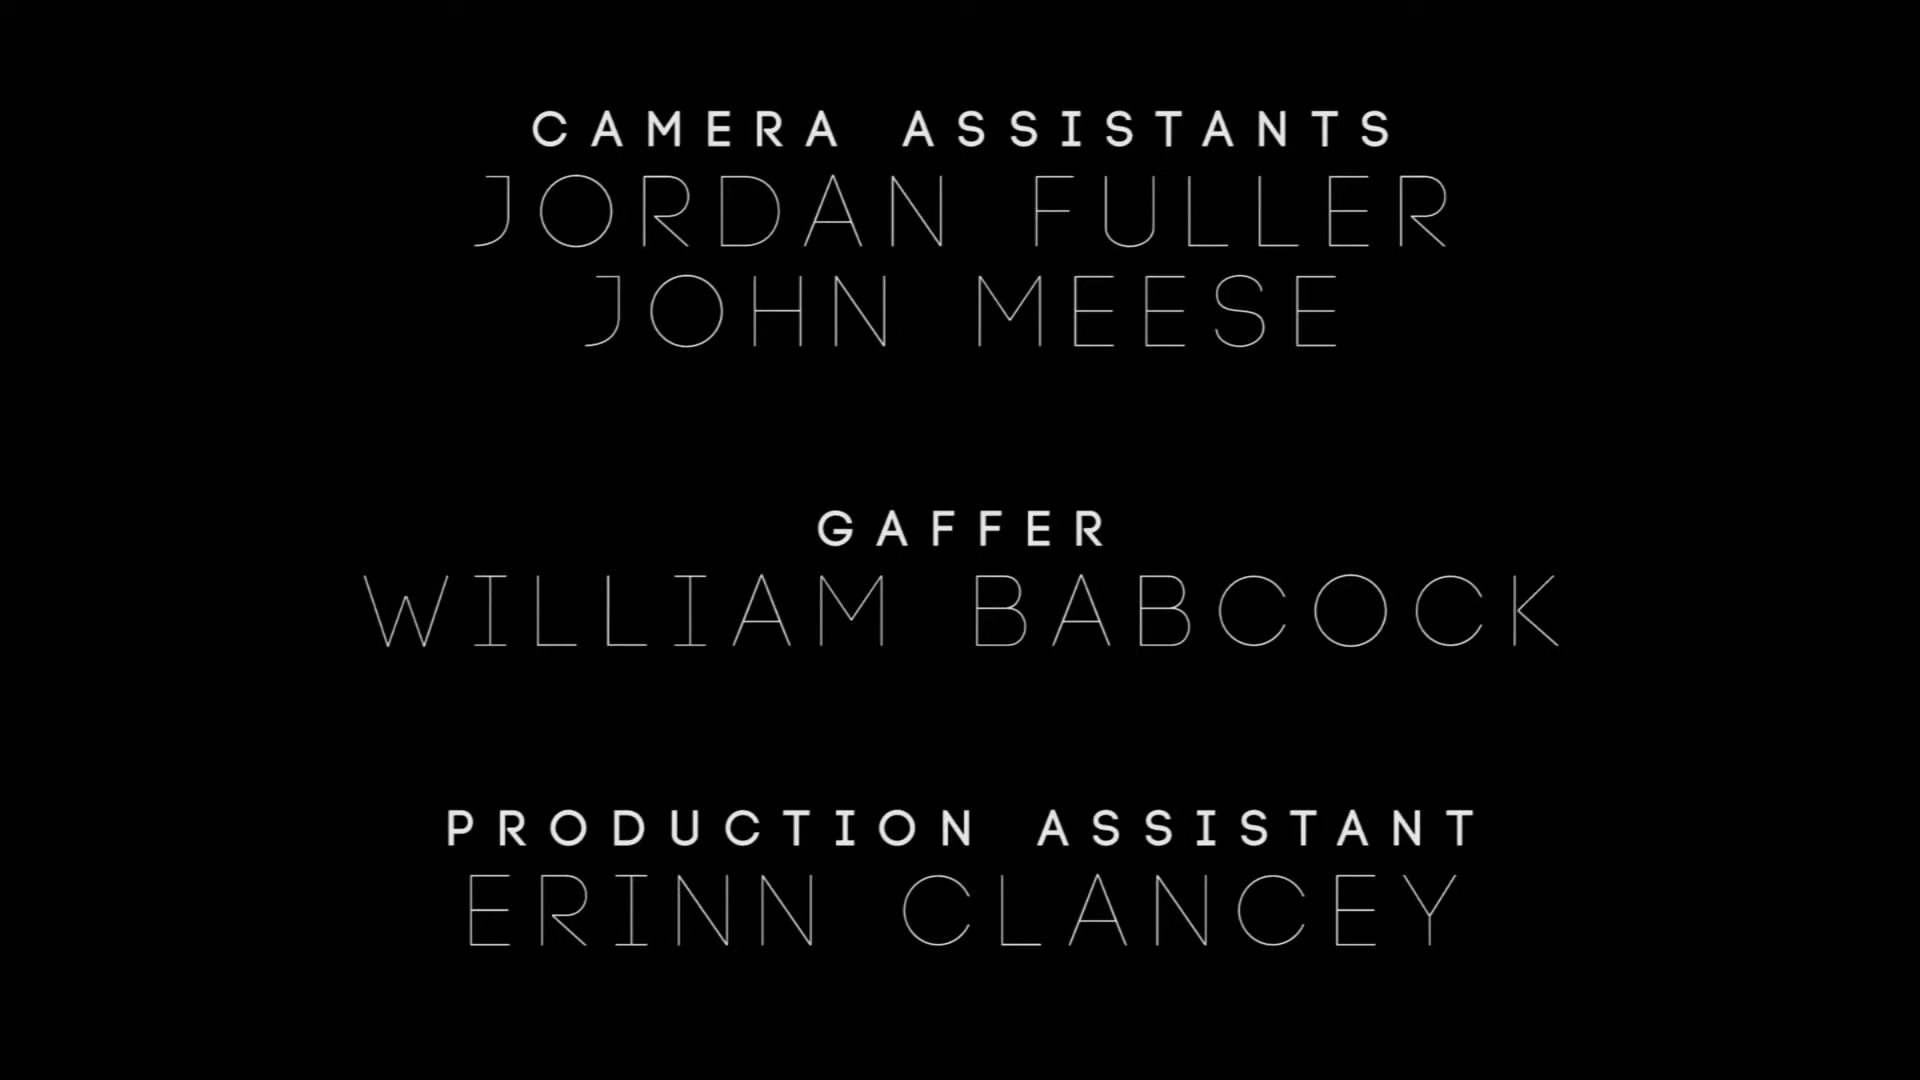 CAMERA ASSISTANTS
JORDAN FULLER
JOHN MEESE
GAFFER
WILLIAM BABCOCK
PRODUCTION ASSISTANT
ERINN CLANCEY